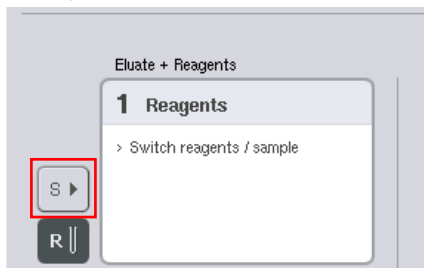 Eluate + Reagents
1 Reagents
> Switch reagents / sample
S
R